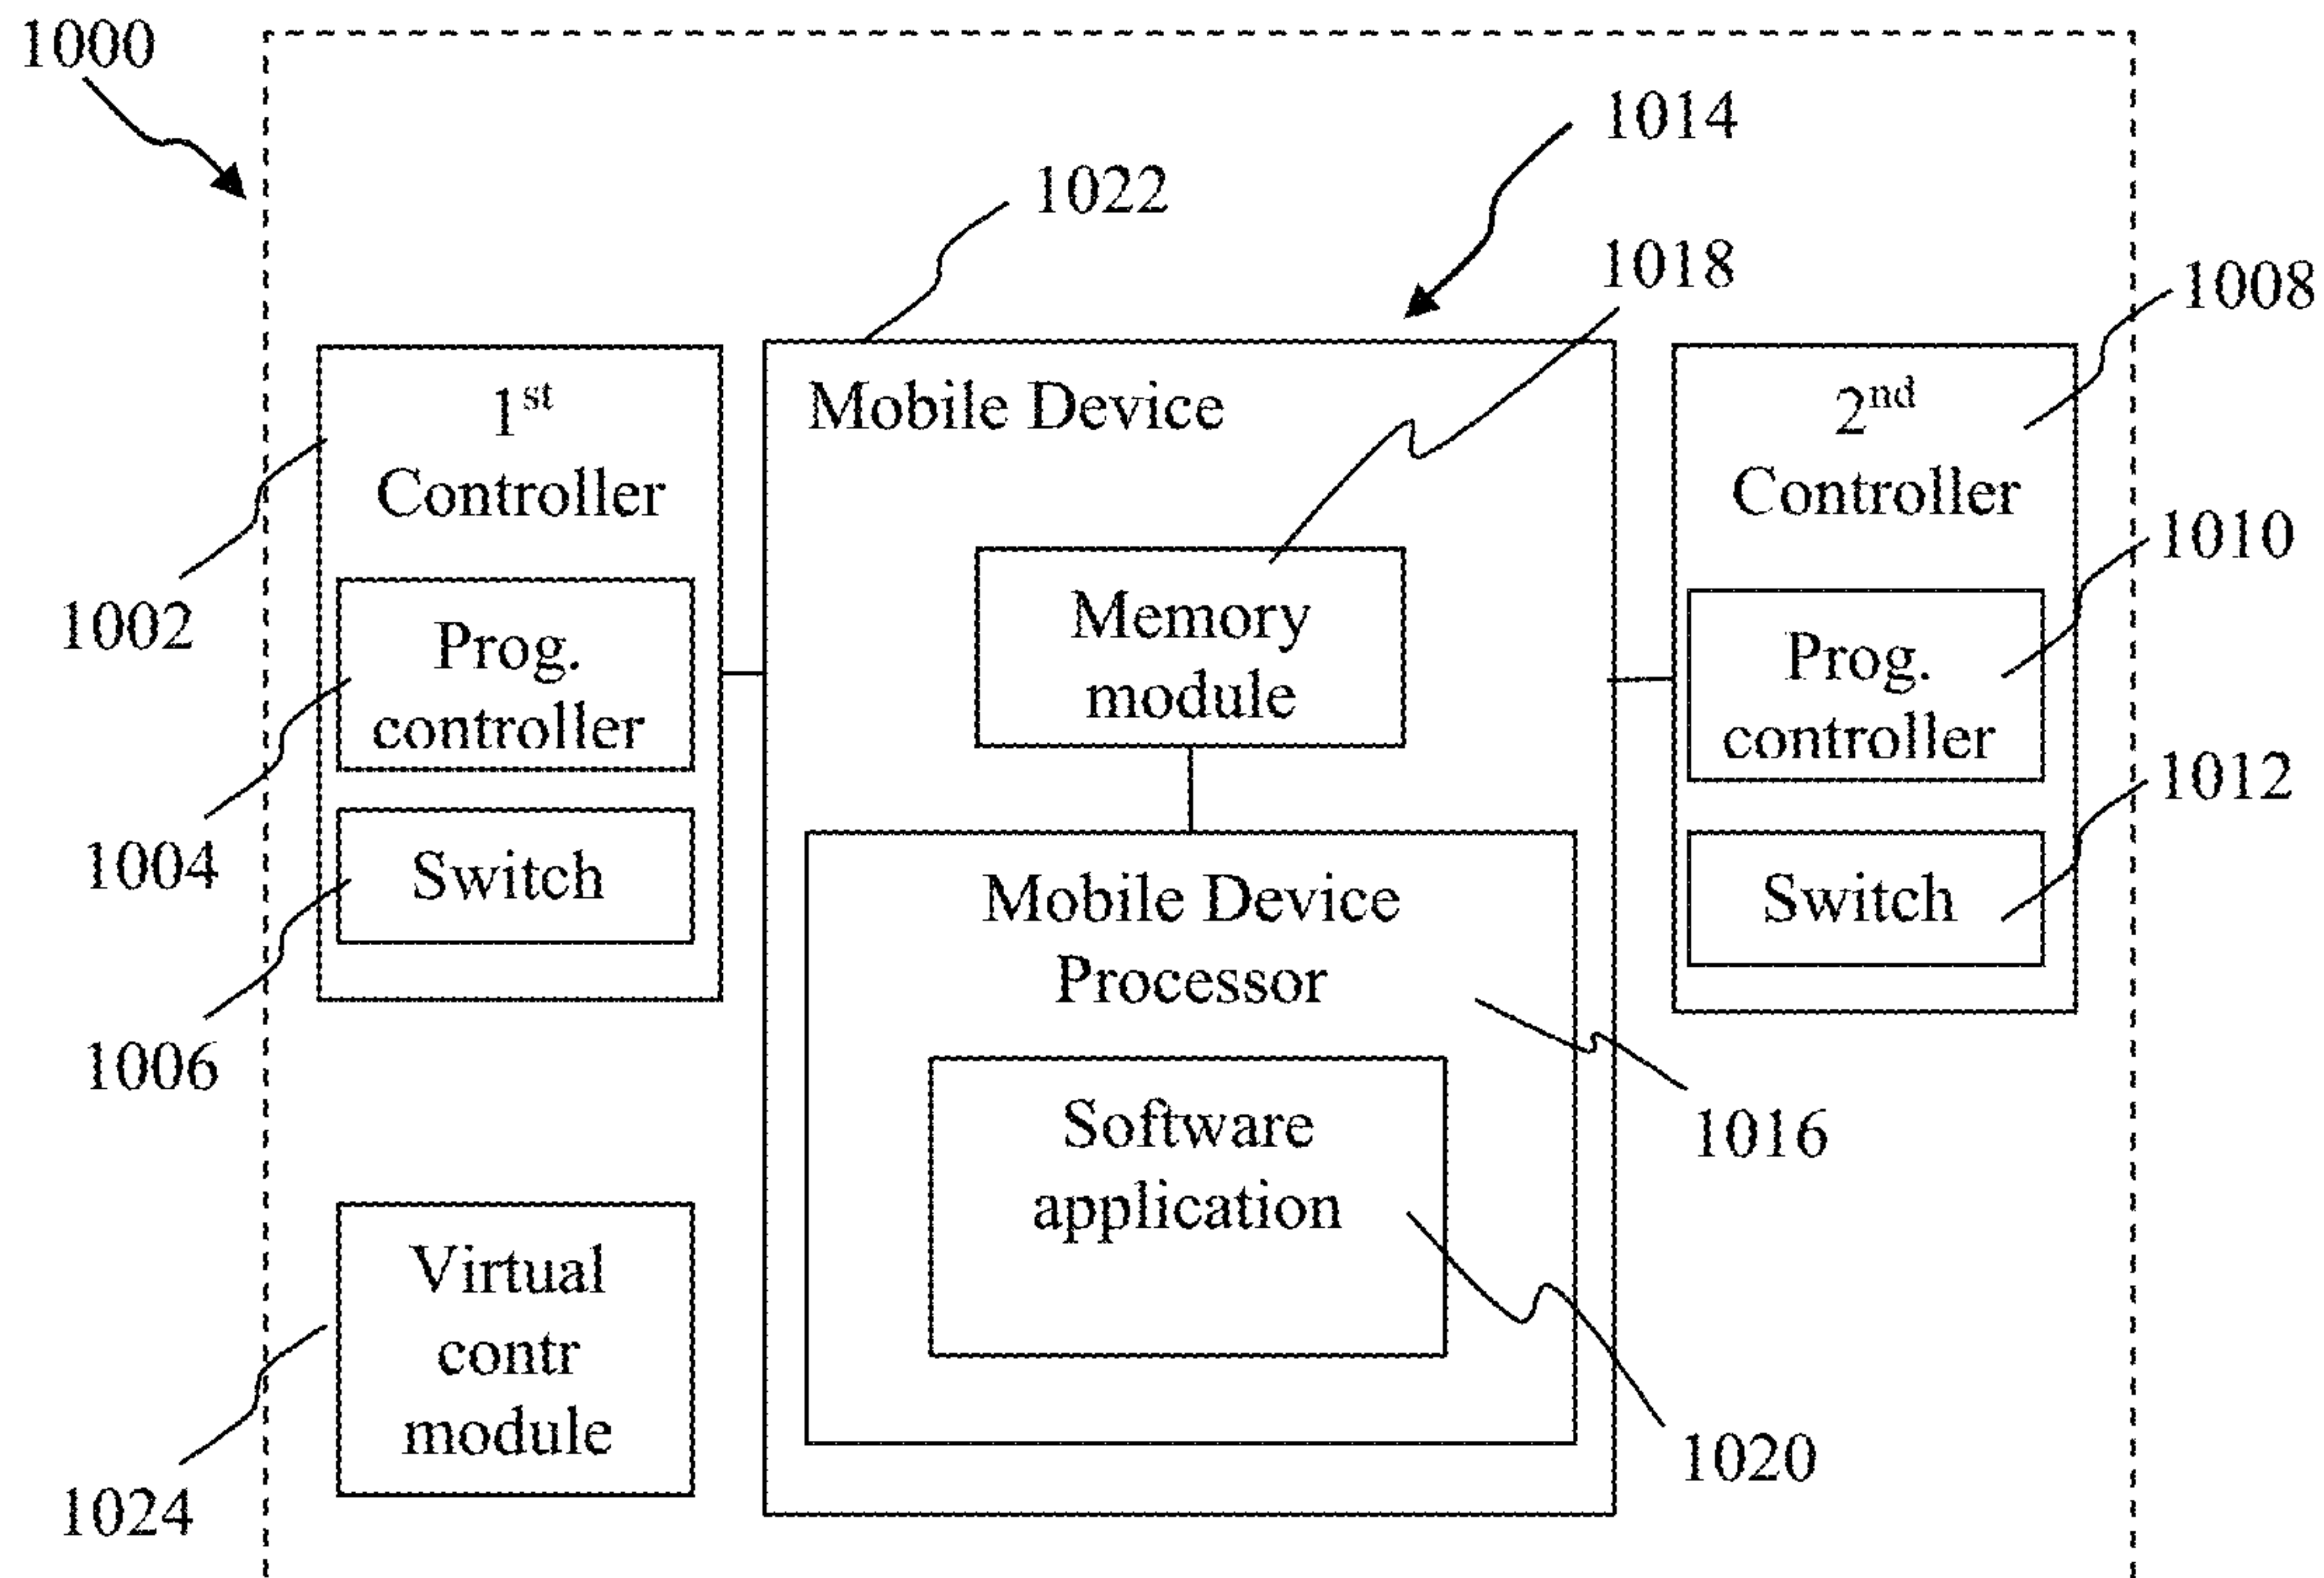 1000
1014
1022
1018
1008
1st
Controller
Mobile Device
2nd
Controller
1010
1002
Prog.
controller
Memory
module
Prog.
controller
1012
1004
Switch
Mobile Device
Processor
Switch
1006
Software
application
1016
Virtual
contr
module
1020
1024